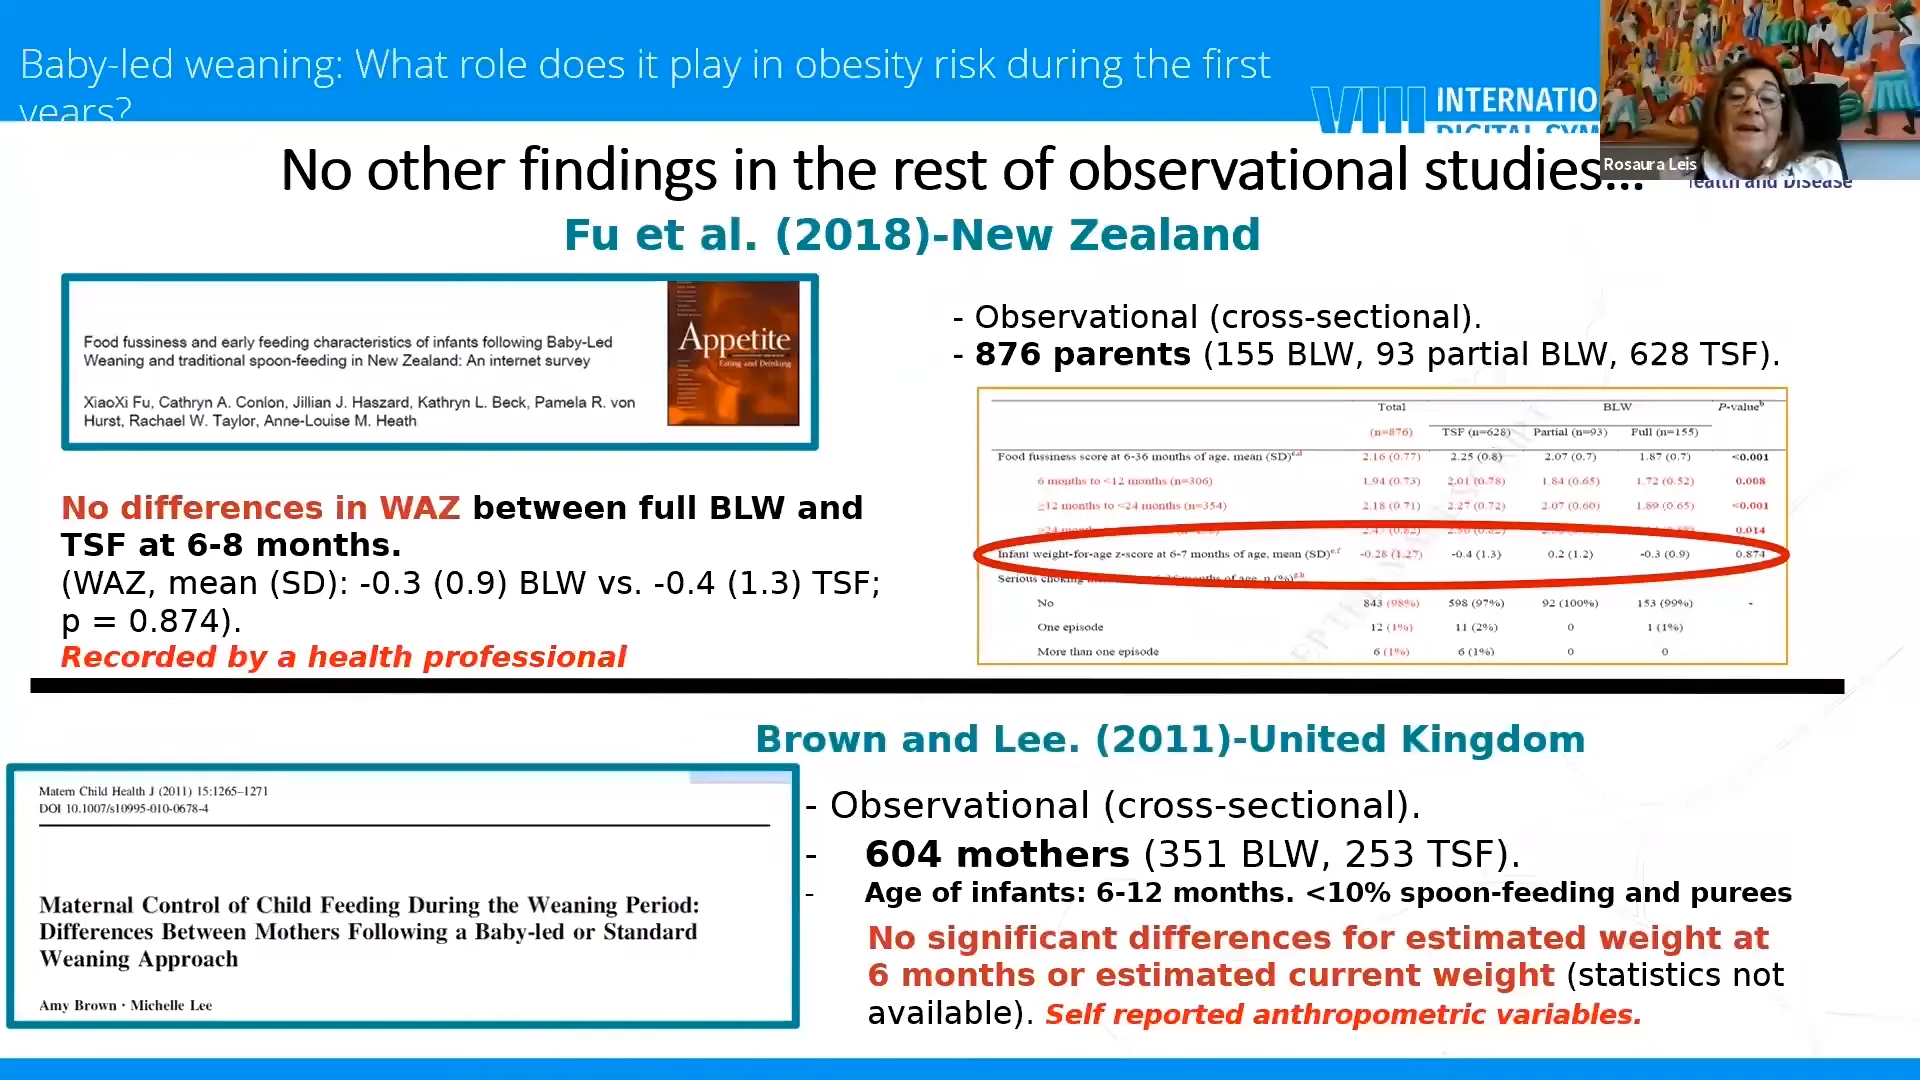 Baby-led weaning: What role does it play in obesity risk during the first
years?
VIII INTERNATIO
DIGITAL SYM
Rosaura Leis
Health and Disease
No other findings in the rest of observational studies...
Fu et al. (2018)-New Zealand
Food fussiness and early feeding characteristics of infants following Baby-Led
Weaning and traditional spoon-feeding in New Zealand: An internet survey
XiaoXi Fu, Cathryn A. Conlon, Jillian J. Haszard, Kathryn L. Beck, Pamela R. von
Hurst, Rachael W. Taylor, Anne-Louise M. Heath
Appetite
Eating and Drinking
No differences in WAZ between full BLW and
TSF at 6-8 months.
(WAZ, mean (SD): -0.3 (0.9) BLW vs. -0.4 (1.3) TSF;
p = 0.874).
Recorded by a health professional
- Observational (cross-sectional).
- 876 parents (155 BLW, 93 partial BLW, 628 TSF).
Total BLW P-valueᵇ
(n=876) TSF (n=628) Partial (n=93) Full (n=155)
Food fussiness score at 6-36 months of age, mean (SD)ᶜ,ᵈ 2.16 (0.77) 2.25 (0.8) 2.07 (0.7) 1.87 (0.7) <0.001
6 months to <12 months (n=306) 1.94 (0.73) 2.01 (0.78) 1.84 (0.65) 1.72 (0.52) 0.008
≥12 months to <24 months (n=354) 2.18 (0.71) 2.27 (0.72) 2.07 (0.60) 1.89 (0.65) <0.001
≥24 months 0.014
Infant weight-for-age z-score at 6-7 months of age, mean (SD)ᵉ,ᶠ -0.28 (1.27) -0.4 (1.3) 0.2 (1.2) -0.3 (0.9) 0.874
Serious choking months of age, n (%)ᵍ,ʰ
No 843 (98%) 598 (97%) 92 (100%) 153 (99%) -
One episode 12 (1%) 11 (2%) 0 1 (1%)
More than one episode 6 (1%) 6 (1%) 0 0
Brown and Lee. (2011)-United Kingdom
Matern Child Health J (2011) 15:1265–1271
DOI 10.1007/s10995-010-0678-4
Maternal Control of Child Feeding During the Weaning Period:
Differences Between Mothers Following a Baby-led or Standard
Weaning Approach
Amy Brown · Michelle Lee
- Observational (cross-sectional).
- 604 mothers (351 BLW, 253 TSF).
- Age of infants: 6-12 months. <10% spoon-feeding and purees
No significant differences for estimated weight at
6 months or estimated current weight (statistics not
available). Self reported anthropometric variables.